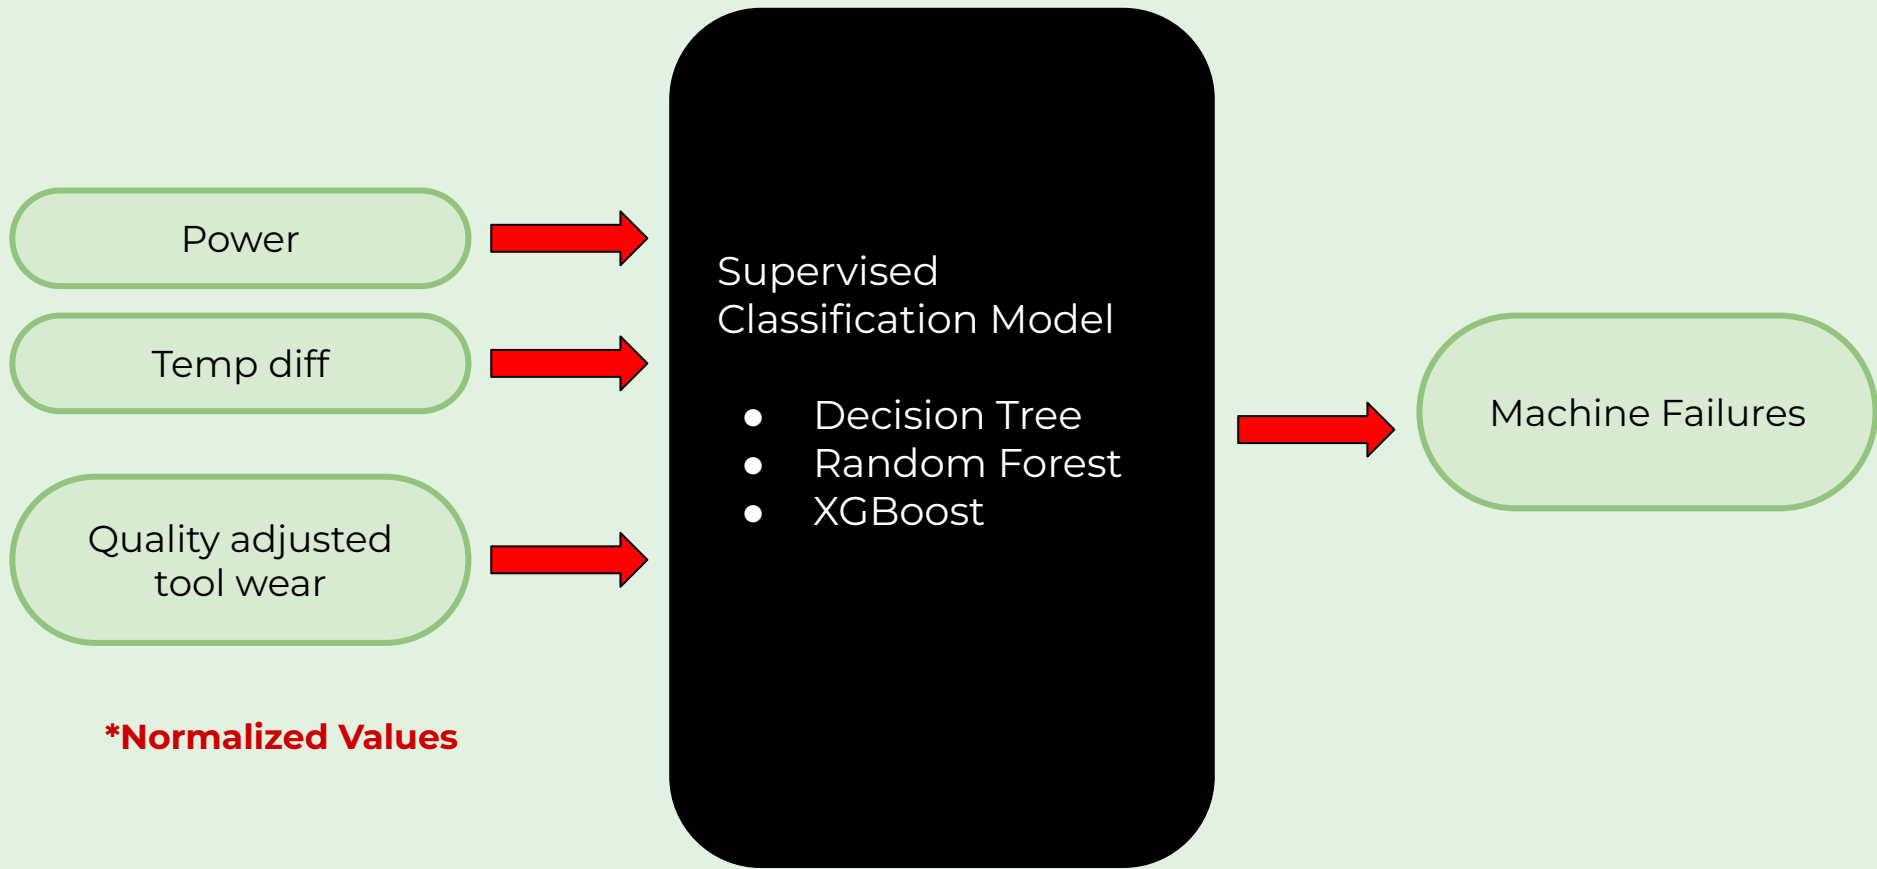 Power
Temp diff
Quality adjusted
tool wear
*Normalized Values
Supervised
Classification Model
● Decision Tree
● Random Forest
● XGBoost
Machine Failures